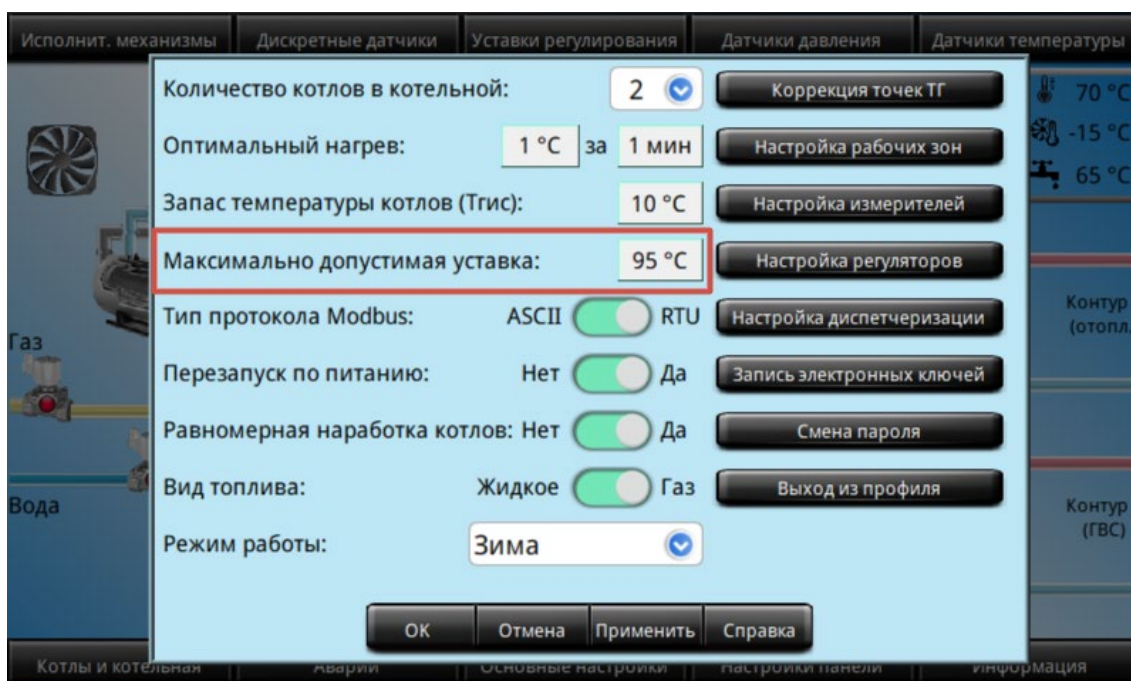 Исполнит. механизмы Дискретные датчики Уставки регулирования Датчики давления Датчики температуры
Количество котлов в котельной: 2 Коррекция точек ТГ
70 °C
Оптимальный нагрев: 1 °C за 1 мин Настройка рабочих зон
-15 °C
65 °C
Запас температуры котлов (Тгис): 10 °C Настройка измерителей
Максимально допустимая уставка: 95 °C Настройка регуляторов
Тип протокола Modbus: ASCII RTU Настройка диспетчеризации
Контур
(отопл.
Газ
Перезапуск по питанию: Нет Да Запись электронных ключей
Равномерная наработка котлов: Нет Да Смена пароля
Вид топлива: Жидкое Газ Выход из профиля
Вода
Контур
(ГВС)
Режим работы: Зима
ОК Отмена Применить Справка
Котлы и котельная Аварии Основные настройки Настройки панели Информация